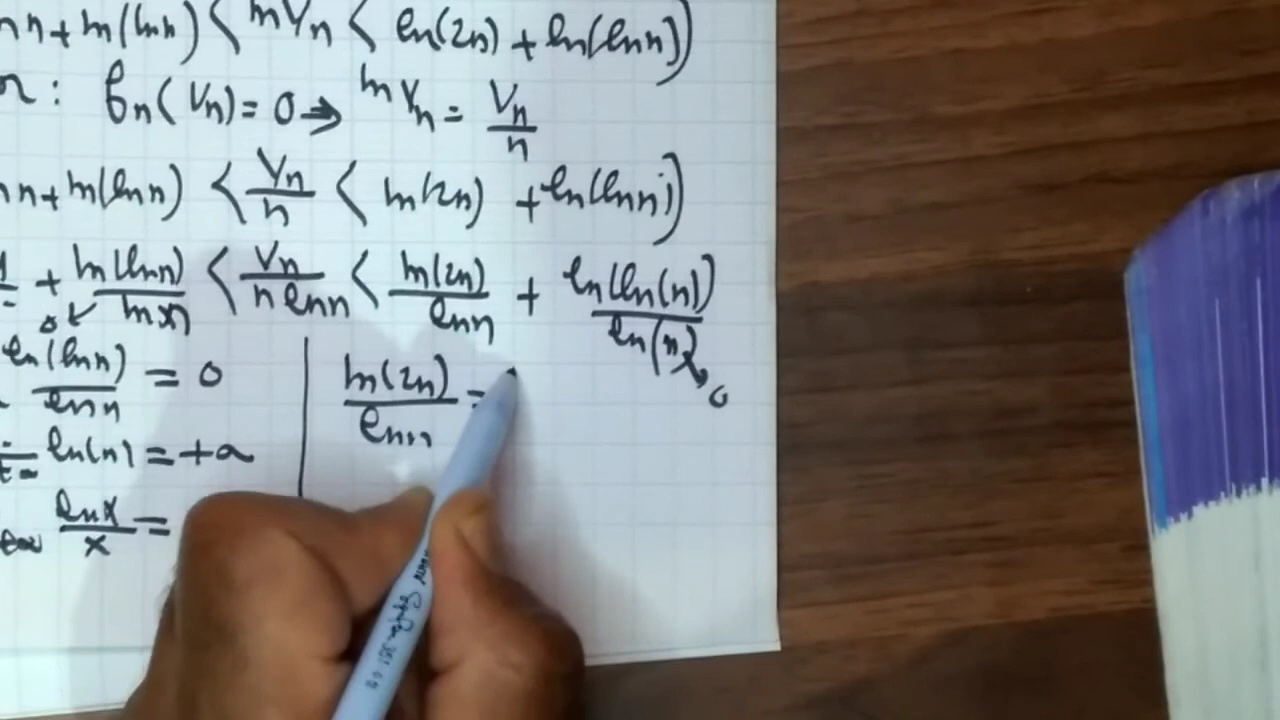 n + ln(ln n) < ln Vn < ln(2n) + ln(ln n))
: fn(Vn) = 0 → ln Vn = Vn/n
n + ln(ln n) < Vn/n < ln(2n) + ln(ln n))
+ ln(ln n)/ln n < Vn/(n ln n) < ln(2n)/ln n + ln(ln(n))/ln(n)
0 0
ln(ln n)/ln n = 0 | ln(2n)/ln n =
ln(n) = +∞
ln x/x =